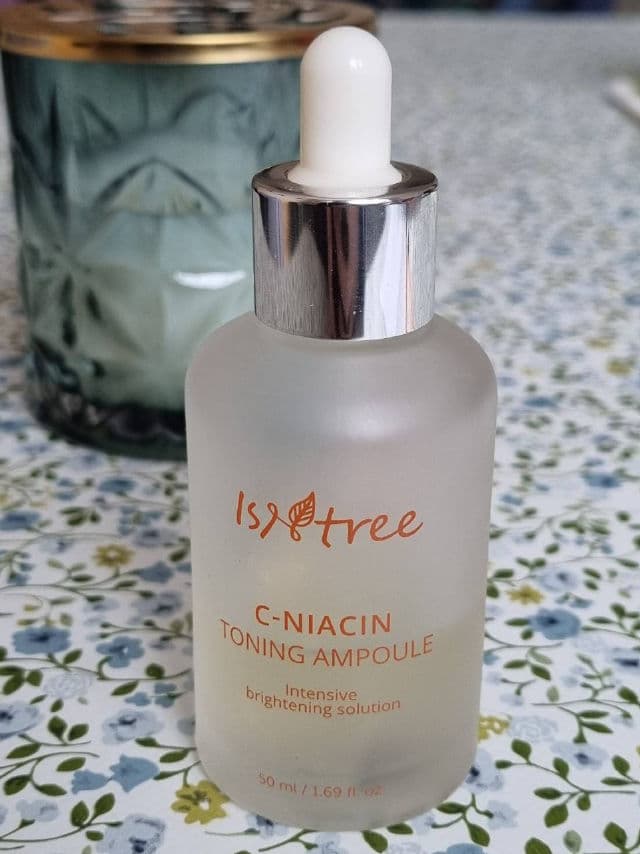 Isntree
C-NIACIN
TONING AMPOULE
Intensive
brightening solution
50 ml / 1.69 fl. oz